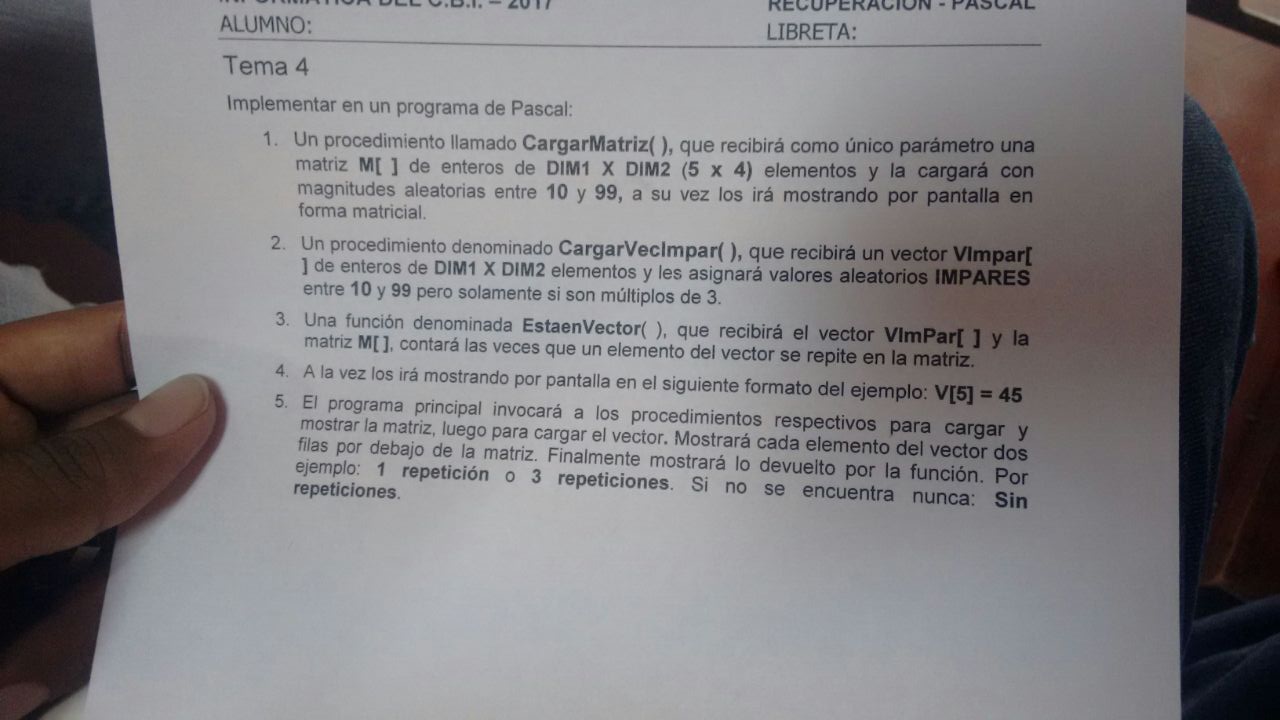 INFORMATICA DEL C.B.I. – 2017 RECUPERACIÓN - PASCAL
ALUMNO: LIBRETA:
Tema 4
Implementar en un programa de Pascal:
1. Un procedimiento llamado CargarMatriz( ), que recibirá como único parámetro una
matriz M[ ] de enteros de DIM1 X DIM2 (5 x 4) elementos y la cargará con
magnitudes aleatorias entre 10 y 99, a su vez los irá mostrando por pantalla en
forma matricial.
2. Un procedimiento denominado CargarVecImpar( ), que recibirá un vector VImpar[
] de enteros de DIM1 X DIM2 elementos y les asignará valores aleatorios IMPARES
entre 10 y 99 pero solamente si son múltiplos de 3.
3. Una función denominada EstaenVector( ), que recibirá el vector VImPar[ ] y la
matriz M[ ], contará las veces que un elemento del vector se repite en la matriz.
4. A la vez los irá mostrando por pantalla en el siguiente formato del ejemplo: V[5] = 45
5. El programa principal invocará a los procedimientos respectivos para cargar y
mostrar la matriz, luego para cargar el vector. Mostrará cada elemento del vector dos
filas por debajo de la matriz. Finalmente mostrará lo devuelto por la función. Por
ejemplo: 1 repetición o 3 repeticiones. Si no se encuentra nunca: Sin
repeticiones.